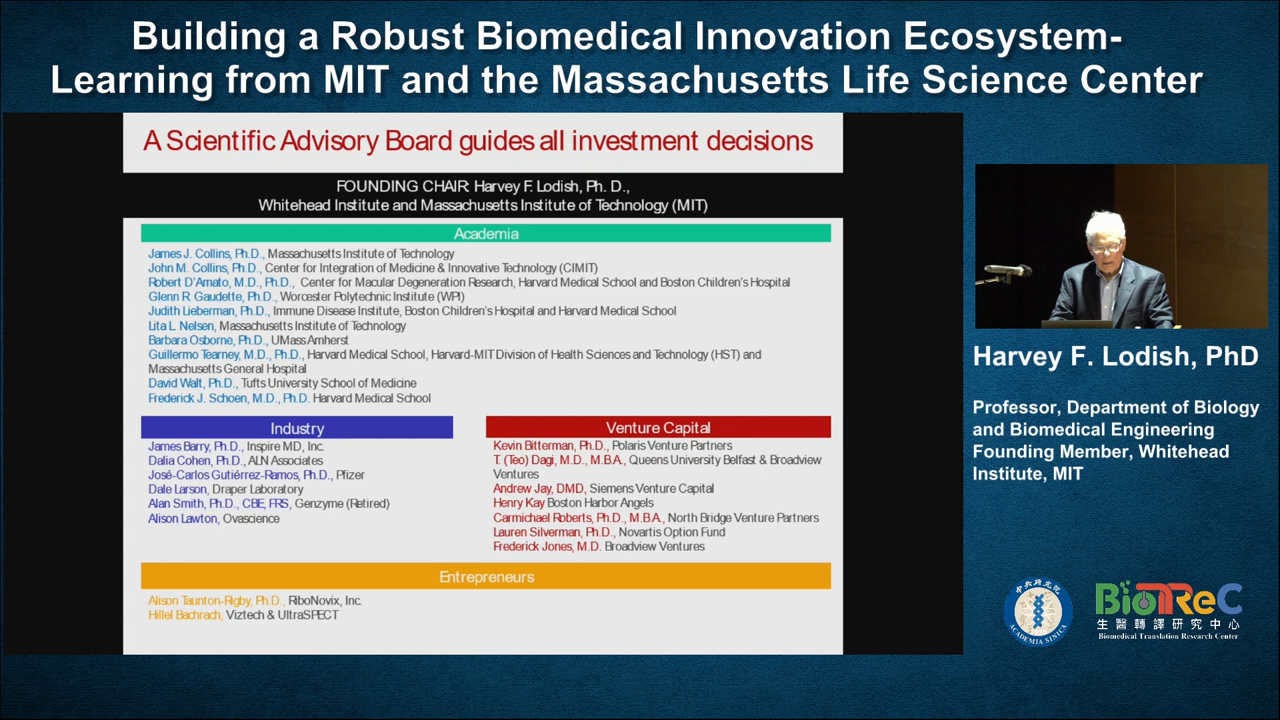 Building a Robust Biomedical Innovation Ecosystem-
Learning from MIT and the Massachusetts Life Science Center
A Scientific Advisory Board guides all investment decisions
FOUNDING CHAIR: Harvey F. Lodish, Ph. D.,
Whitehead Institute and Massachusetts Institute of Technology (MIT)
Academia
James J. Collins, Ph.D., Massachusetts Institute of Technology
John M. Collins, Ph.D., Center for Integration of Medicine & Innovative Technology (CIMIT)
Robert D'Amato, M.D., Ph.D., Center for Macular Degeneration Research, Harvard Medical School and Boston Children's Hospital
Glenn R. Gaudette, Ph.D., Worcester Polytechnic Institute (WPI)
Judith Lieberman, Ph.D., Immune Disease Institute, Boston Children's Hospital and Harvard Medical School
Lita L. Nelsen, Massachusetts Institute of Technology
Barbara Osborne, Ph.D., UMass Amherst
Guillermo Tearney, M.D., Ph.D., Harvard Medical School, Harvard-MIT Division of Health Sciences and Technology (HST) and
Massachusetts General Hospital
David Walt, Ph.D., Tufts University School of Medicine
Frederick J. Schoen, M.D., Ph.D. Harvard Medical School
Industry
James Barry, Ph.D., Inspire MD, Inc.
Dalia Cohen, Ph.D., ALN Associates
José-Carlos Gutiérrez-Ramos, Ph.D., Pfizer
Dale Larson, Draper Laboratory
Alan Smith, Ph.D., CBE, FRS, Genzyme (Retired)
Alison Lawton, Ovascience
Venture Capital
Kevin Bitterman, Ph.D., Polaris Venture Partners
T. (Teo) Dagi, M.D., M.B.A., Queens University Belfast & Broadview
Ventures
Andrew Jay, DMD, Siemens Venture Capital
Henry Kay Boston Harbor Angels
Carmichael Roberts, Ph.D., M.B.A., North Bridge Venture Partners
Lauren Silverman, Ph.D., Novartis Option Fund
Frederick Jones, M.D. Broadview Ventures
Entrepreneurs
Alison Taunton-Rigby, Ph.D., RiboNovix, Inc.
Hillel Bachrach, Viztech & UltraSPECT
Harvey F. Lodish, PhD
Professor, Department of Biology
and Biomedical Engineering
Founding Member, Whitehead
Institute, MIT
中央研究院
ACADEMIA SINICA
BioTReC
生醫轉譯研究中心
Biomedical Translation Research Center